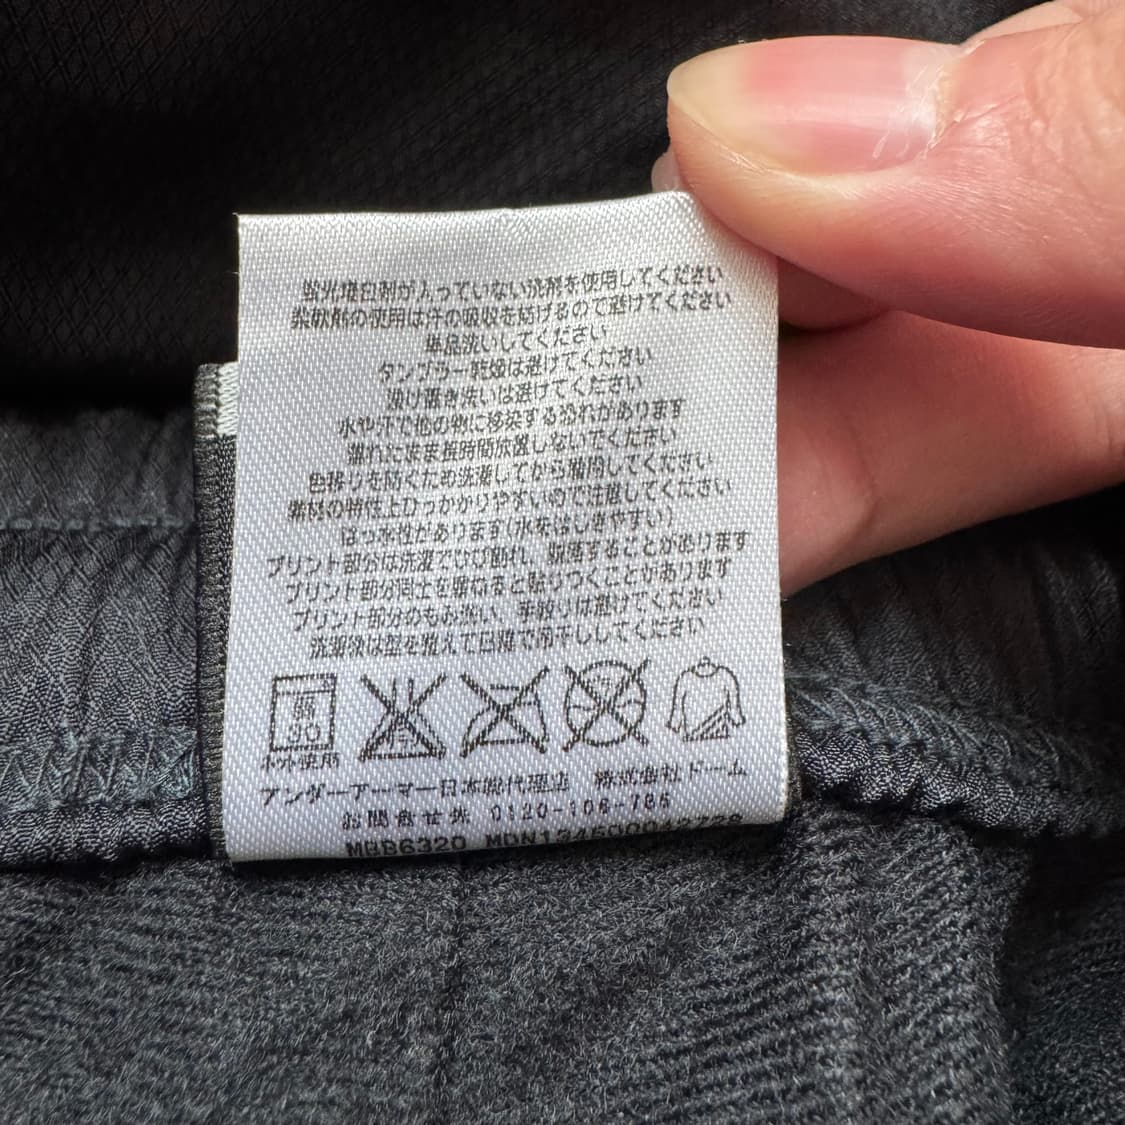 蛍光増白剤が入っていない洗剤を使用してください
柔軟剤の使用は汗の吸収を妨げるので避けてください
単品洗いしてください
タンブラー乾燥は避けてください
漬け置き洗いは避けてください
水や汗で他の物に移染する恐れがあります
濡れたまま長時間放置しないでください
色移りを防ぐため洗濯してから着用してください
素材の特性上ひっかかりやすいので注意してください
はっ水性があります(水をはじきやすい)
プリント部分は洗濯でひび割れ、脱落することがあります
プリント部分同士を重ねると貼りつくことがあります
プリント部分のもみ洗い、手絞りは避けてください
洗濯後は型を整えて日陰で吊干ししてください
弱
30
ネット使用
アンダーアーマー日本総代理店 株式会社ドーム
お問合せ先 0120-106-786
MBB6320